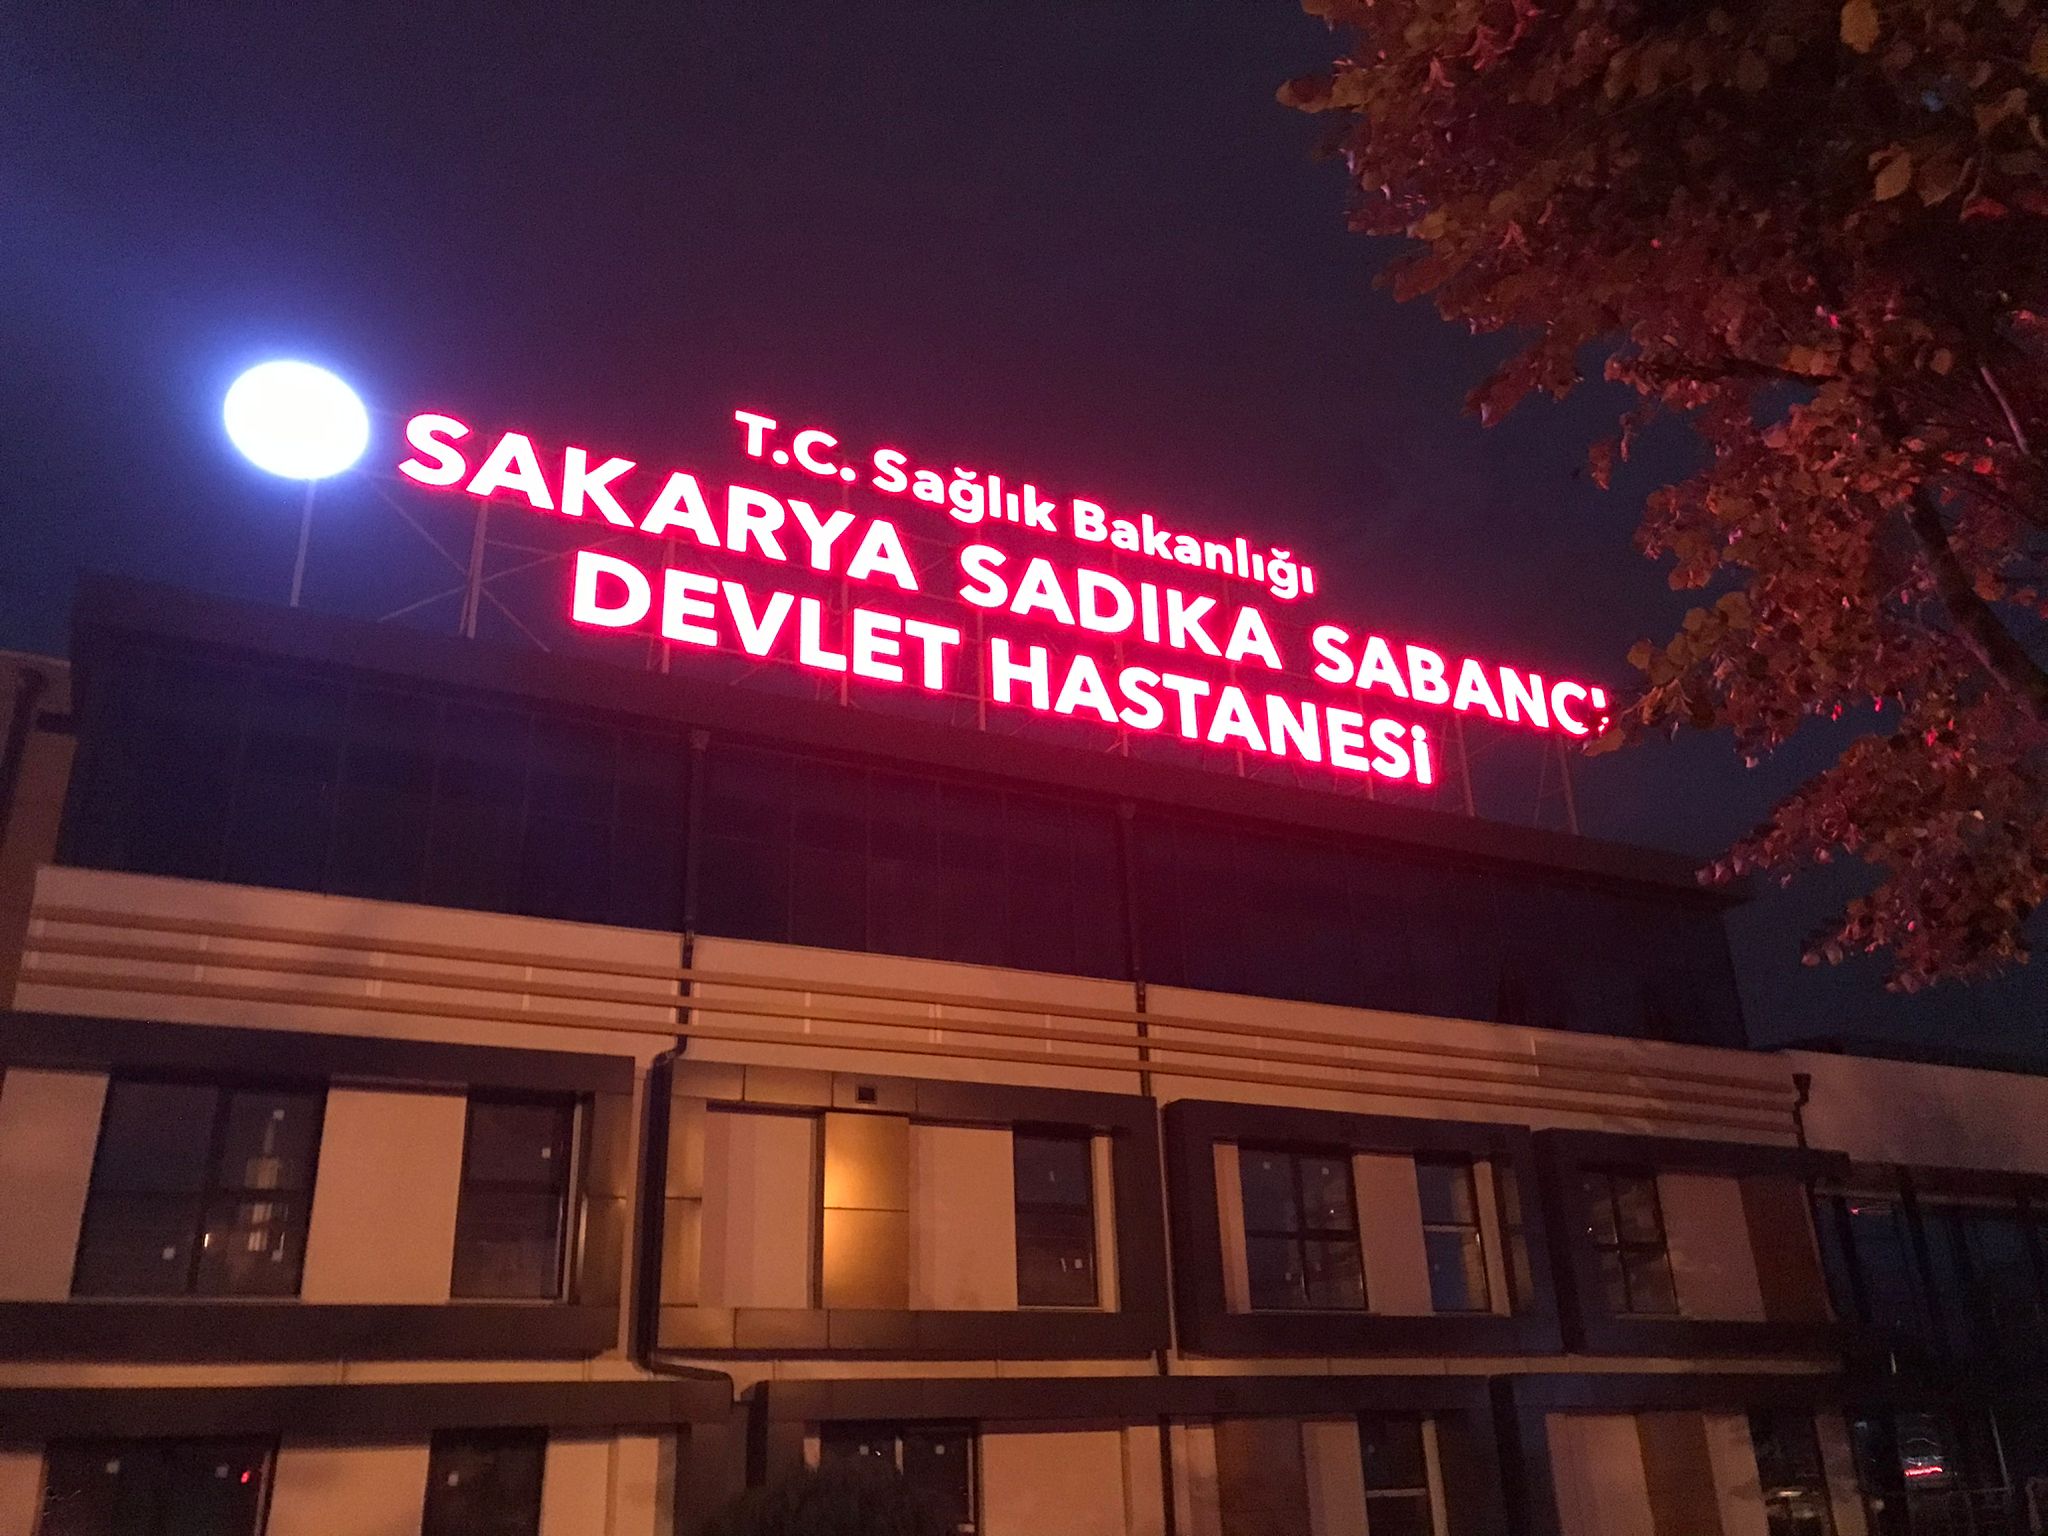 T.C. Sağlık Bakanlığı
SAKARYA SADIKA SABANCI
DEVLET HASTANESİ